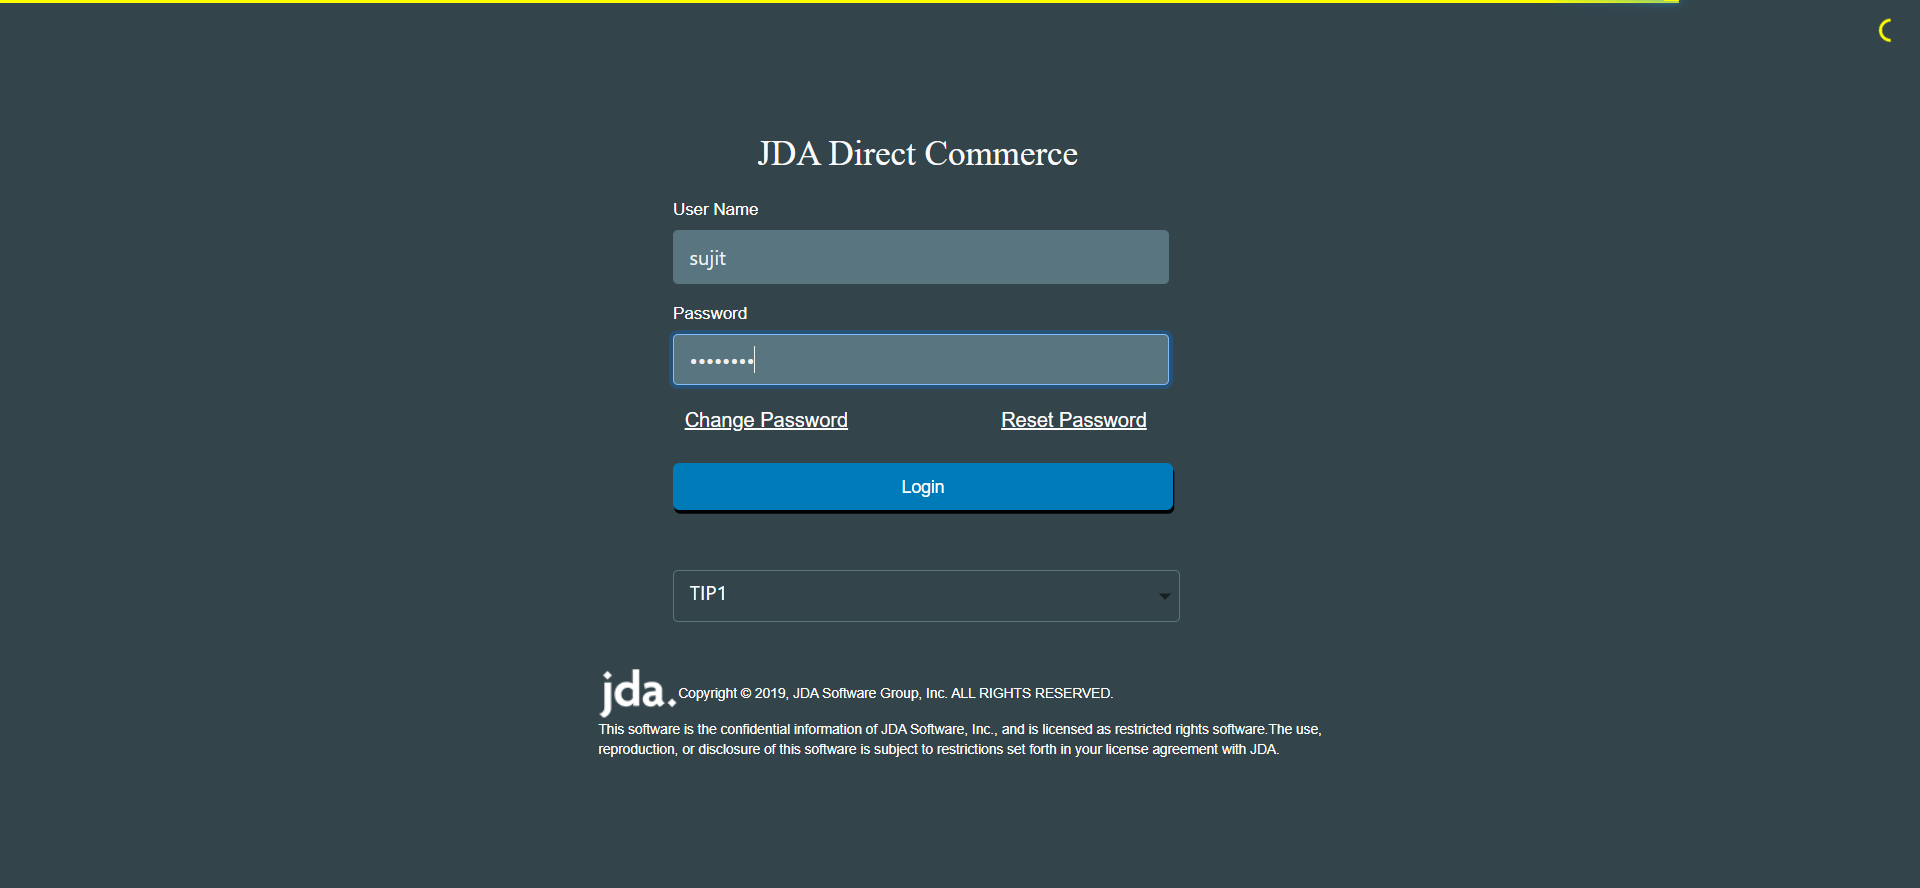 JDA Direct Commerce
User Name
sujit
Password
••••••••
Change Password Reset Password
Login
TIP1
jda. Copyright © 2019, JDA Software Group, Inc. ALL RIGHTS RESERVED.
This software is the confidential information of JDA Software, Inc., and is licensed as restricted rights software.The use,
reproduction, or disclosure of this software is subject to restrictions set forth in your license agreement with JDA.